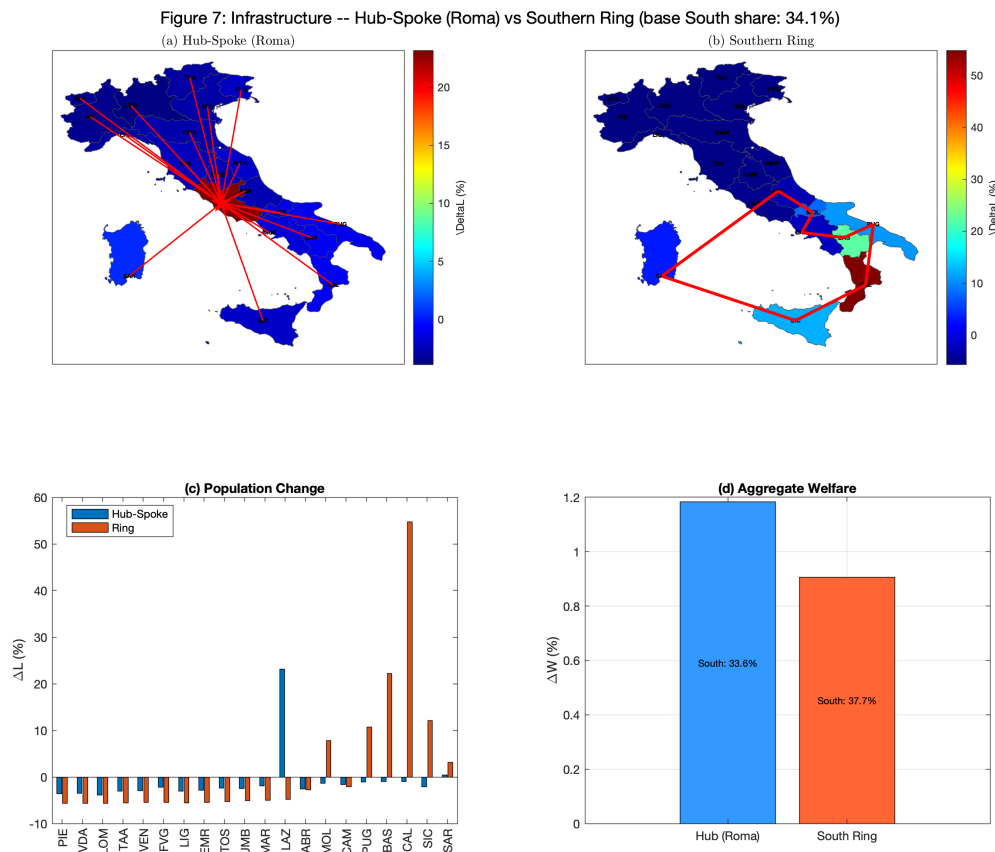 Figure 7: Infrastructure -- Hub-Spoke (Roma) vs Southern Ring (base South share: 34.1%)
(a) Hub-Spoke (Roma)
20
15
10
5
0
\DeltaL (%)
(b) Southern Ring
50
40
30
20
10
0
\DeltaL (%)
(c) Population Change
Hub-Spoke
Ring
60
50
40
30
20
10
0
-10
ΔL (%)
PIE
VDA
LOM
TAA
VEN
FVG
LIG
EMR
TOS
UMB
MAR
LAZ
ABR
MOL
CAM
PUG
BAS
CAL
SIC
SAR
(d) Aggregate Welfare
1.2
1
0.8
0.6
0.4
0.2
0
ΔW (%)
South: 33.6%
South: 37.7%
Hub (Roma)
South Ring